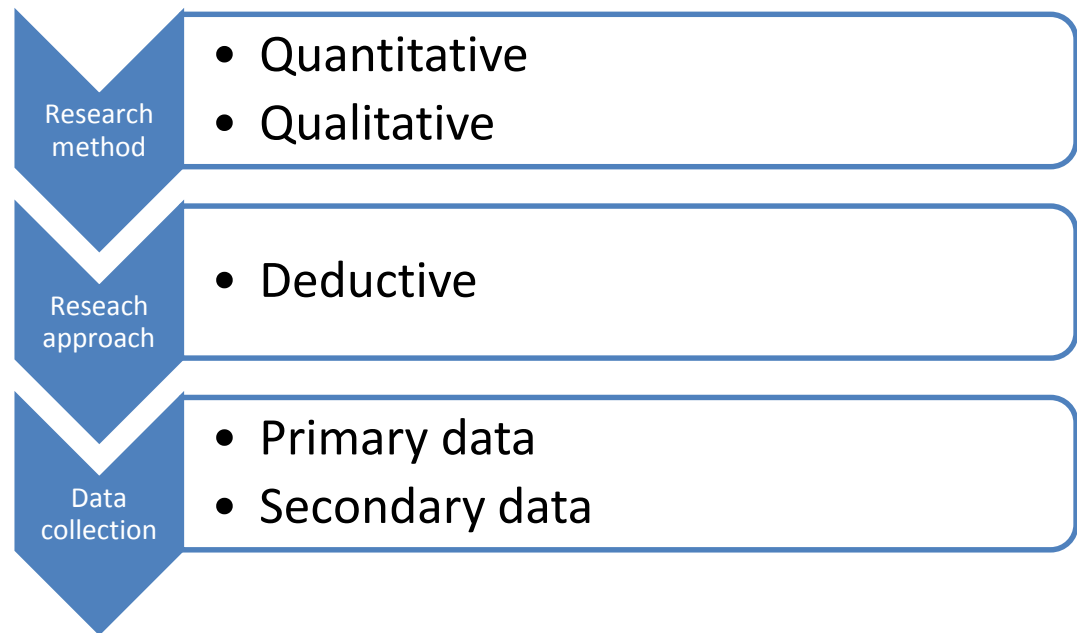 Research
method
• Quantitative
• Qualitative
Reseach
approach
• Deductive
Data
collection
• Primary data
• Secondary data